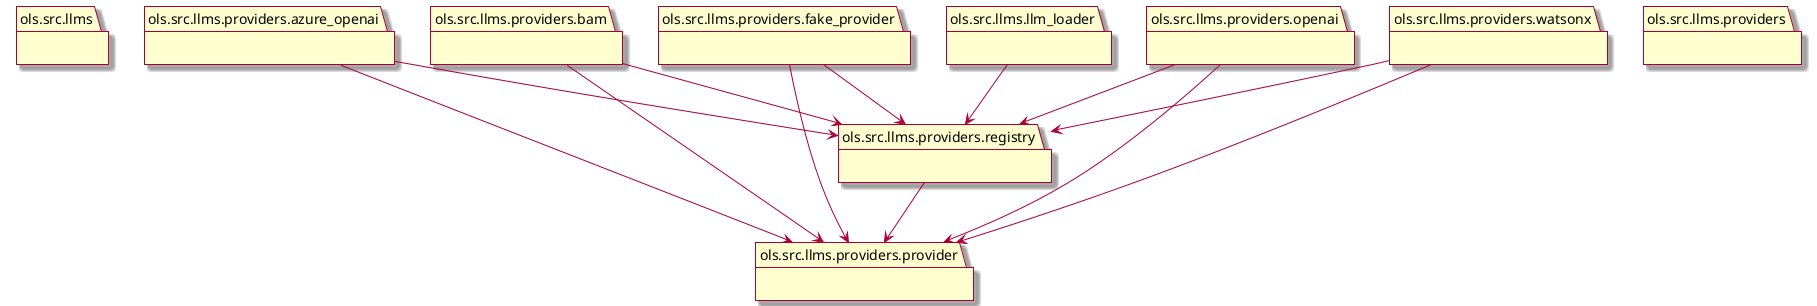 ols.src.llms
ols.src.llms.providers.azure_openai
ols.src.llms.providers.bam
ols.src.llms.providers.fake_provider
ols.src.llms.llm_loader
ols.src.llms.providers.openai
ols.src.llms.providers.watsonx
ols.src.llms.providers
ols.src.llms.providers.registry
ols.src.llms.providers.provider